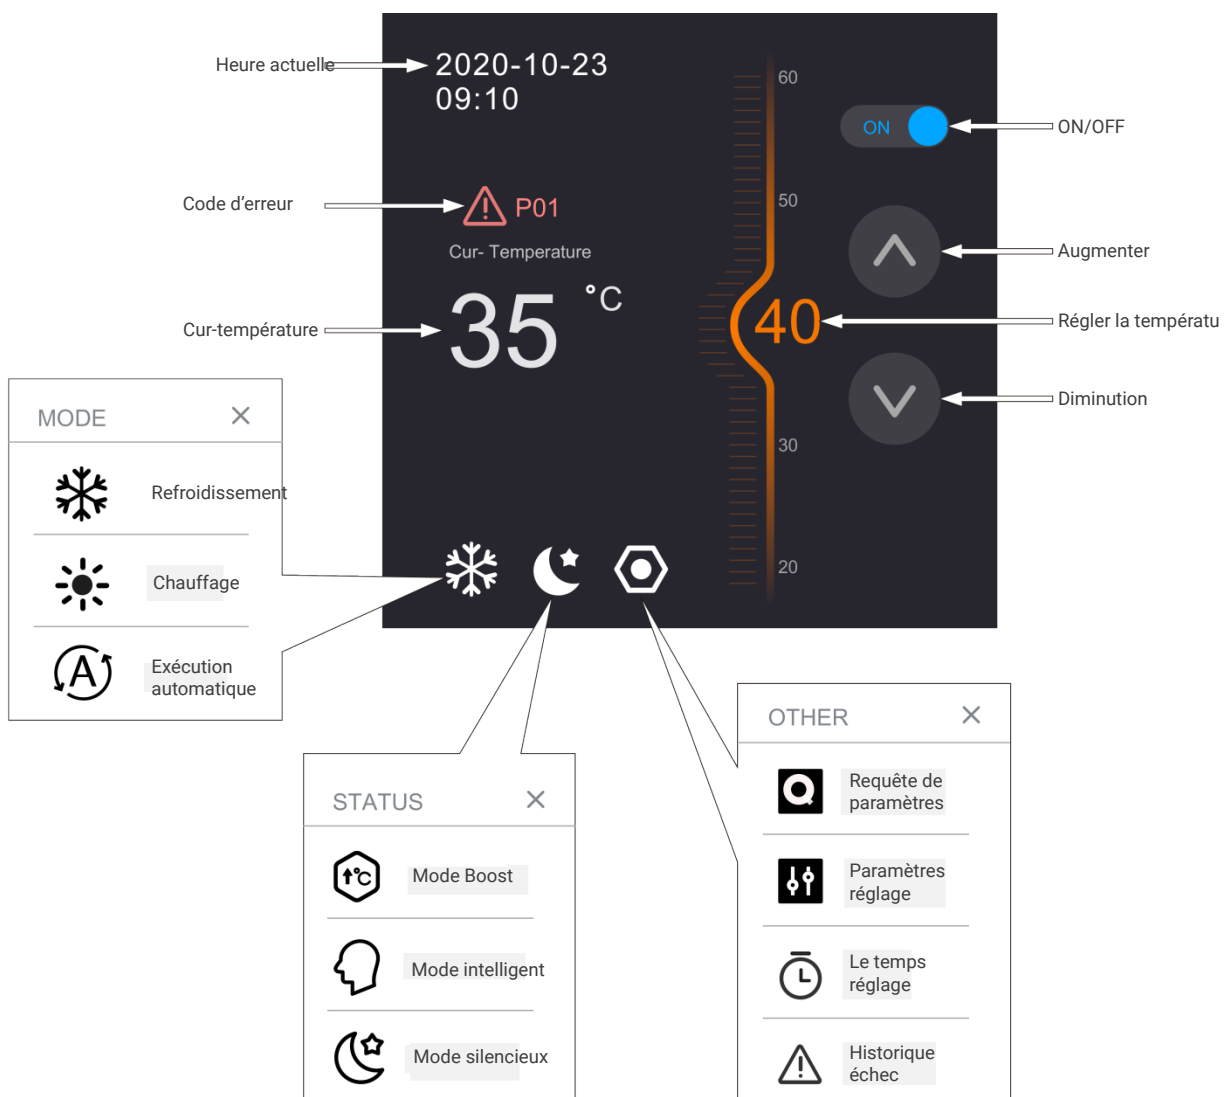 Heure actuelle
2020-10-23
09:10
60
ON
ON/OFF
50
Code d’erreur
P01
Cur- Temperature
Augmenter
35 °C
Cur-température
40
Régler la températu
Diminution
30
20
MODE
Refroidissement
Chauffage
A
Exécution
automatique
STATUS
°C
Mode Boost
Mode intelligent
Mode silencieux
OTHER
Q
Requête de
paramètres
Paramètres
réglage
Le temps
réglage
Historique
échec